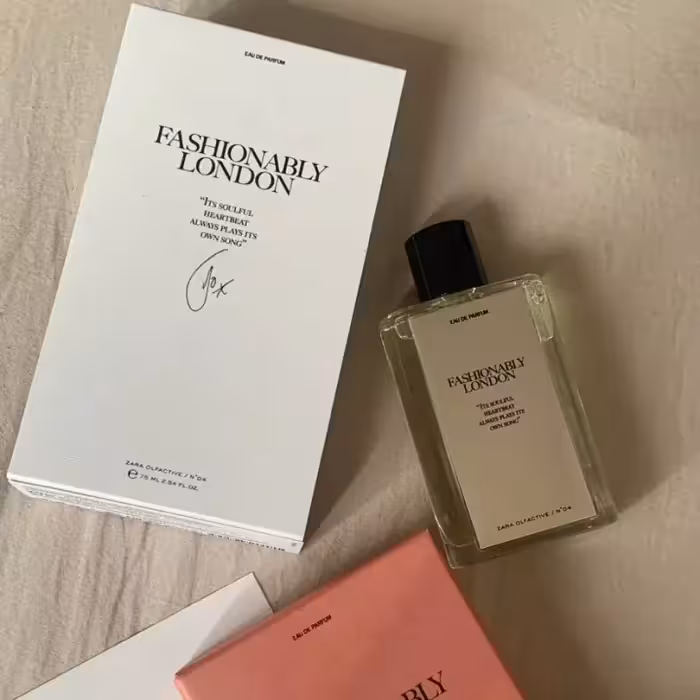 EAU DE PARFUM
FASHIONABLY
LONDON
"ITS SOULFUL
HEARTBEAT
ALWAYS PLAYS ITS
OWN SONG"
Jo x
ZARA OLFACTIVE / N°04
℮ 75 ML 2.54 FL.OZ.
EAU DE PARFUM
FASHIONABLY
LONDON
"ITS SOULFUL
HEARTBEAT
ALWAYS PLAYS ITS
OWN SONG"
ZARA OLFACTIVE / N°04
EAU DE PARFUM
BLY